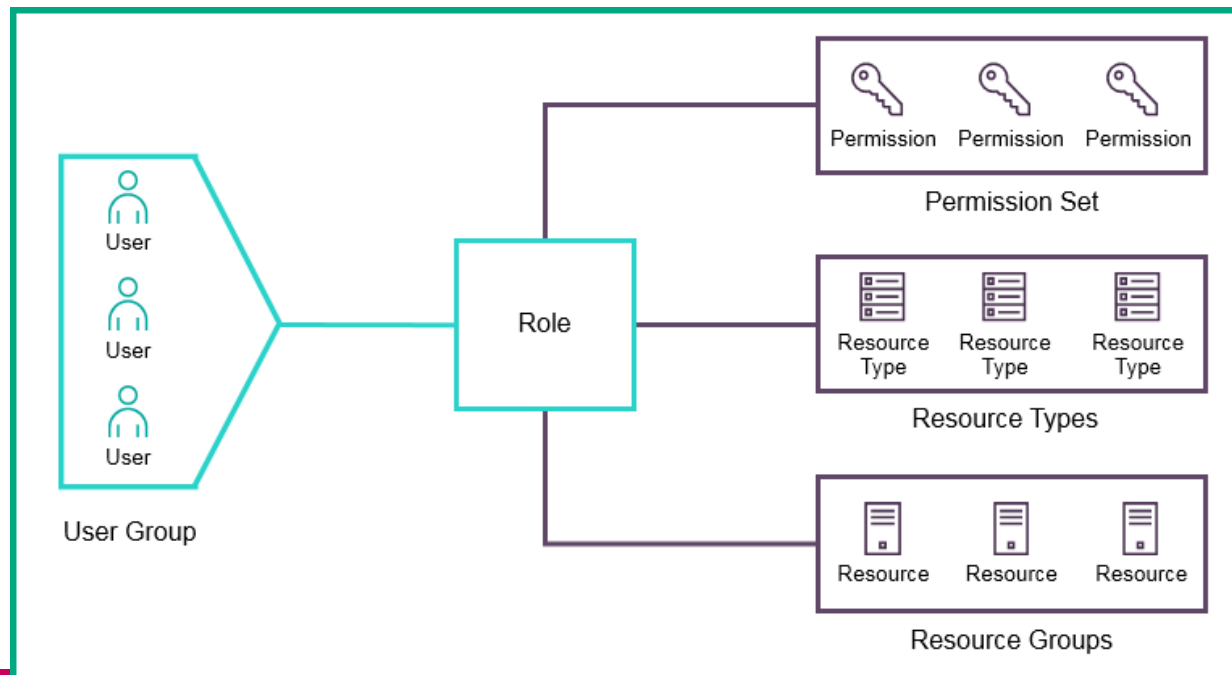 User
User
User
User Group
Role
Permission Permission Permission
Permission Set
Resource Type Resource Type Resource Type
Resource Types
Resource Resource Resource
Resource Groups